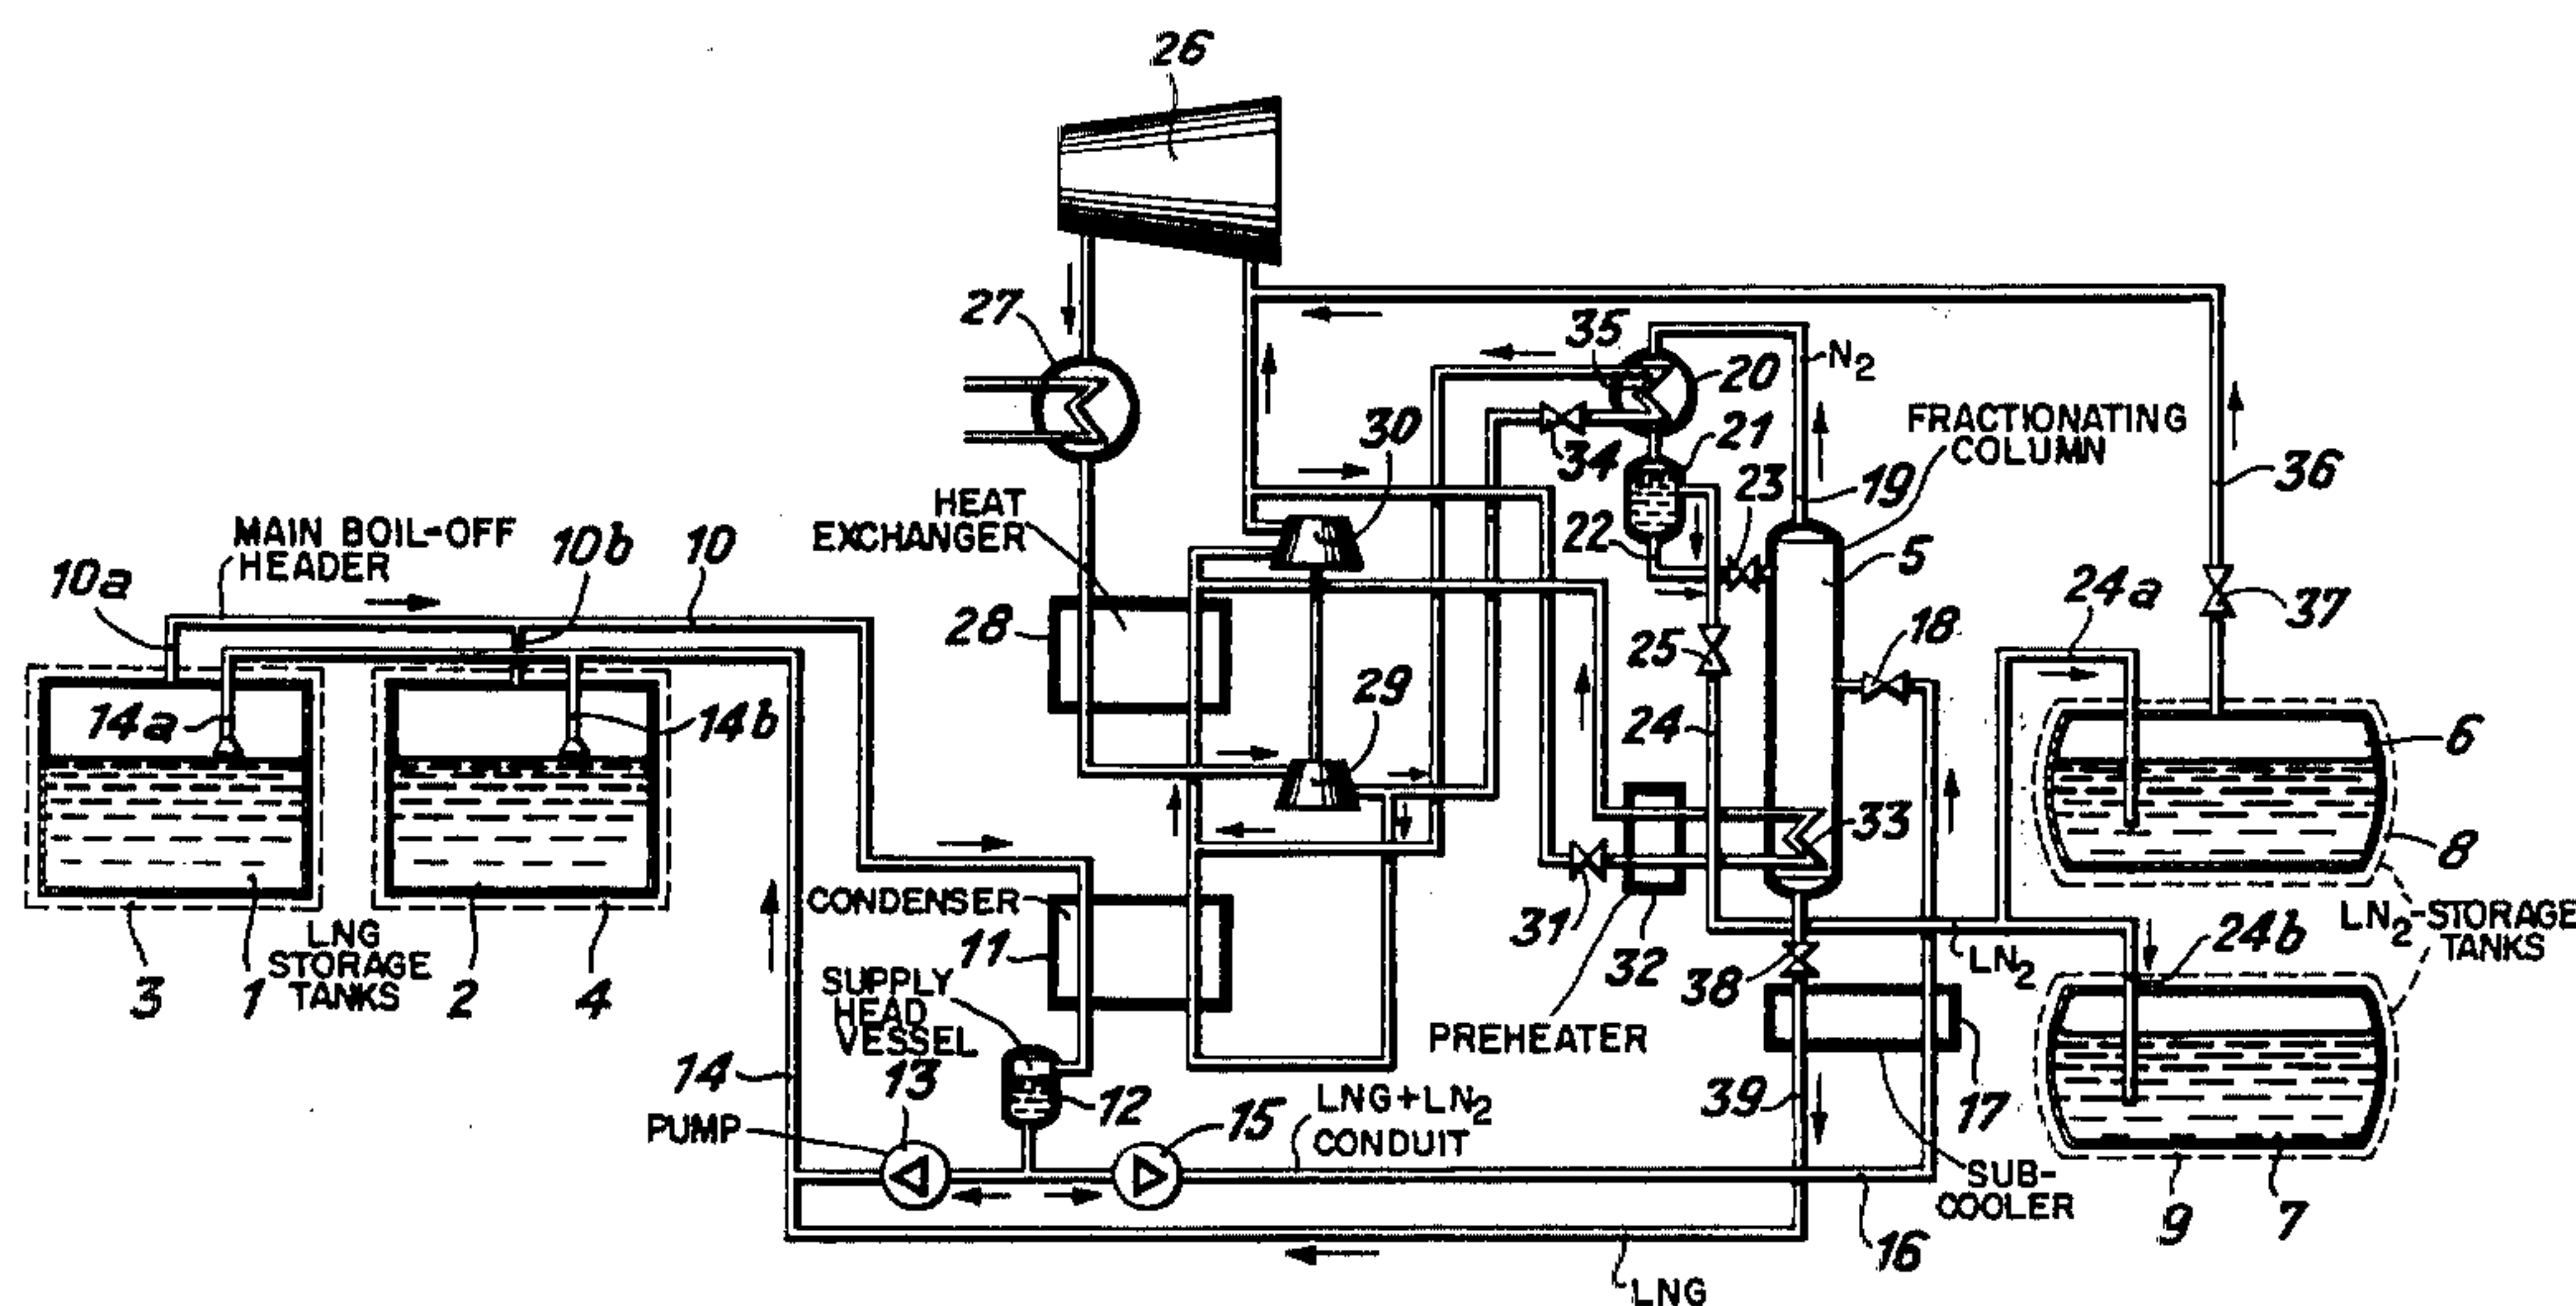 26
27
35
20
N2
30
21
FRACTIONATING
COLUMN
34
23
19
36
HEAT
EXCHANGER
22
5
MAIN BOIL-OFF
HEADER
10b
10
10a
28
24a
37
18
25
29
14a
14b
24
6
33
8
CONDENSER
11
31
32
LN2-STORAGE
TANKS
24b
LN2
38
LNG
STORAGE
TANKS
3
1
2
4
SUPPLY
HEAD
VESSEL
PREHEATER
14
13
12
39
17
PUMP
15
LNG+LN2
CONDUIT
SUB-
COOLER
9
7
16
LNG